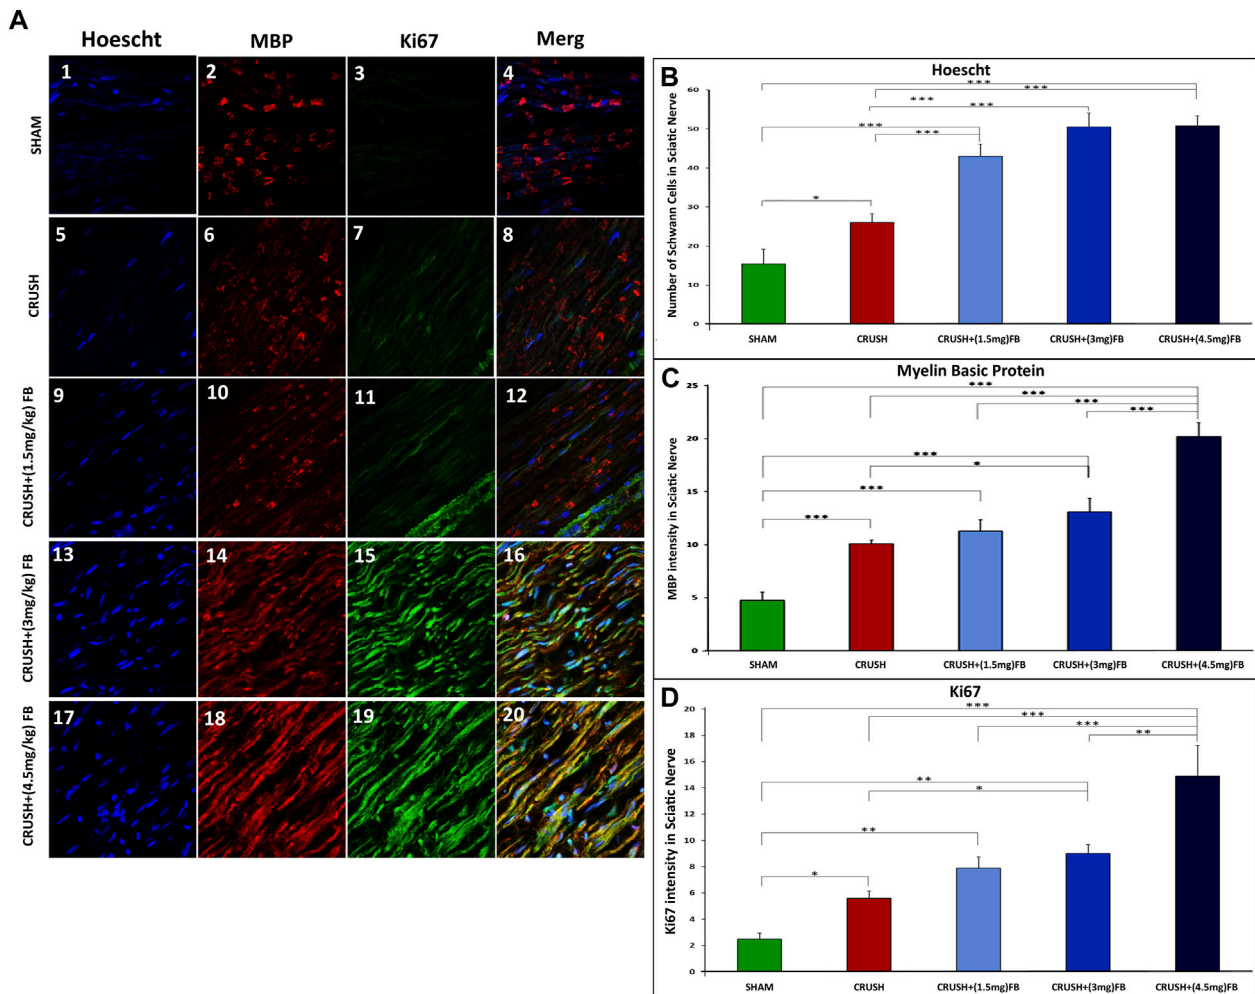 A
Hoescht MBP Ki67 Merg
SHAM
1 2 3 4
CRUSH
5 6 7 8
CRUSH+(1.5mg/kg) FB
9 10 11 12
CRUSH+(3mg/kg) FB
13 14 15 16
CRUSH+(4.5mg/kg) FB
17 18 19 20
B
Hoescht
Number of Schwann Cells in Sciatic Nerve
60
50
40
30
20
10
0
***
***
***
***
***
***
*
SHAM CRUSH CRUSH+(1.5mg)FB CRUSH+(3mg)FB CRUSH+(4.5mg)FB
C
Myelin Basic Protein
MBP intensity in Sciatic Nerve
25
20
15
10
5
0
***
***
***
***
***
*
***
***
SHAM CRUSH CRUSH+(1.5mg)FB CRUSH+(3mg)FB CRUSH+(4.5mg)FB
D
Ki67
Ki67 intensity in Sciatic Nerve
20
18
16
14
12
10
8
6
4
2
0
***
***
***
**
**
*
**
*
SHAM CRUSH CRUSH+(1.5mg)FB CRUSH+(3mg)FB CRUSH+(4.5mg)FB